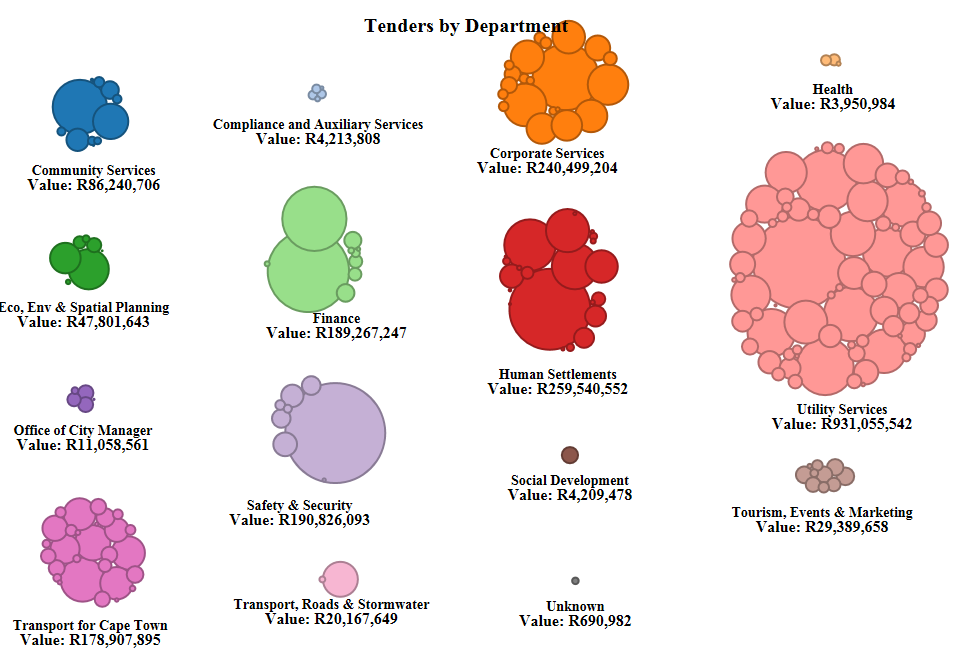 Tenders by Department
Community Services
Value: R86,240,706
Compliance and Auxiliary Services
Value: R4,213,808
Corporate Services
Value: R240,499,204
Health
Value: R3,950,984
Eco, Env & Spatial Planning
Value: R47,801,643
Finance
Value: R189,267,247
Human Settlements
Value: R259,540,552
Utility Services
Value: R931,055,542
Office of City Manager
Value: R11,058,561
Safety & Security
Value: R190,826,093
Social Development
Value: R4,209,478
Tourism, Events & Marketing
Value: R29,389,658
Transport for Cape Town
Value: R178,907,895
Transport, Roads & Stormwater
Value: R20,167,649
Unknown
Value: R690,982